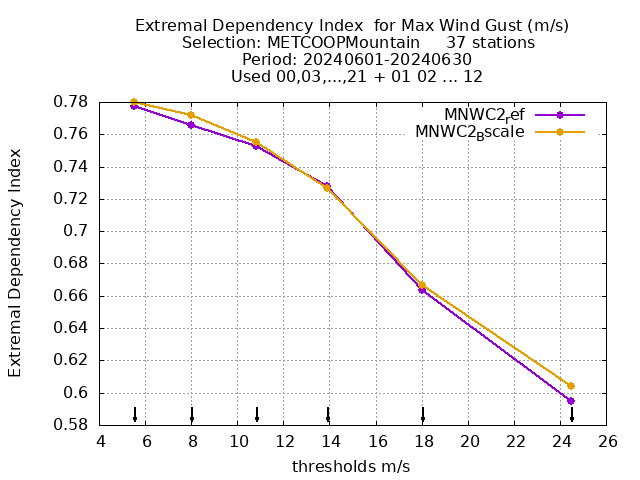 Extremal Dependency Index  for Max Wind Gust (m/s)
Selection: METCOOPMountain     37 stations
Period: 20240601-20240630
Used 00,03,...,21 + 01 02 ... 12
MNWC2ref
MNWC2Bscale
Extremal Dependency Index
0.78
0.76
0.74
0.72
0.7
0.68
0.66
0.64
0.62
0.6
0.58
4 6 8 10 12 14 16 18 20 22 24 26
thresholds m/s